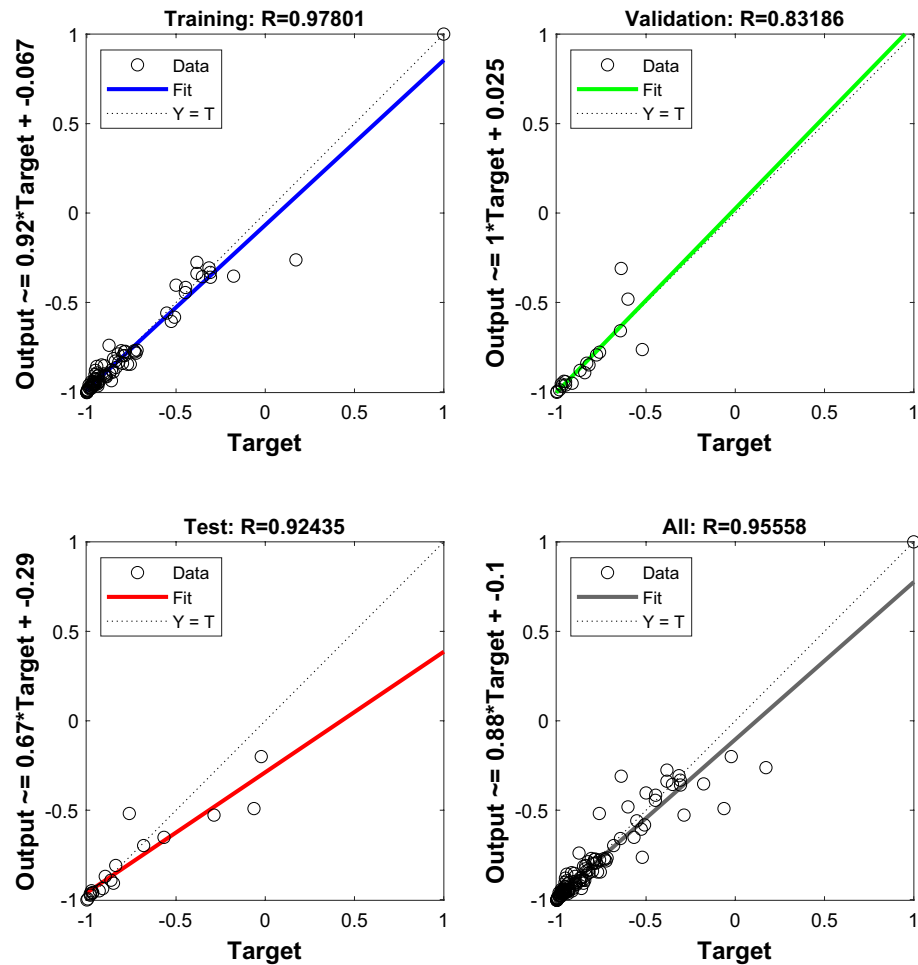 Training: R=0.97801
Output ~= 0.92*Target + -0.067
1
0.5
0
-0.5
-1
Data
Fit
Y = T
-1 -0.5 0 0.5 1
Target
Validation: R=0.83186
Output ~= 1*Target + 0.025
1
0.5
0
-0.5
-1
Data
Fit
Y = T
-1 -0.5 0 0.5 1
Target
Test: R=0.92435
Output ~= 0.67*Target + -0.29
1
0.5
0
-0.5
-1
Data
Fit
Y = T
-1 -0.5 0 0.5 1
Target
All: R=0.95558
Output ~= 0.88*Target + -0.1
1
0.5
0
-0.5
-1
Data
Fit
Y = T
-1 -0.5 0 0.5 1
Target